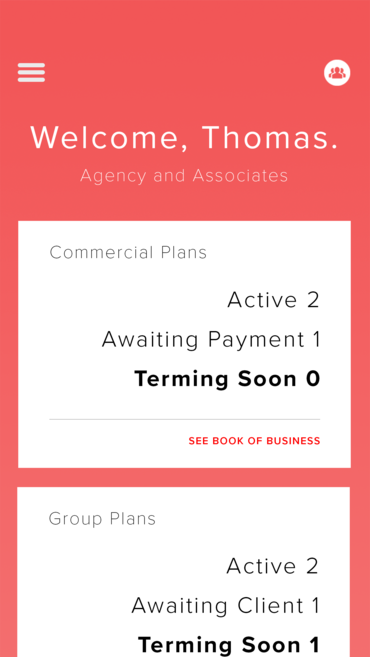 Welcome, Thomas.
Agency and Associates
Commercial Plans
Active 2
Awaiting Payment 1
Terming Soon 0
SEE BOOK OF BUSINESS
Group Plans
Active 2
Awaiting Client 1
Terming Soon 1